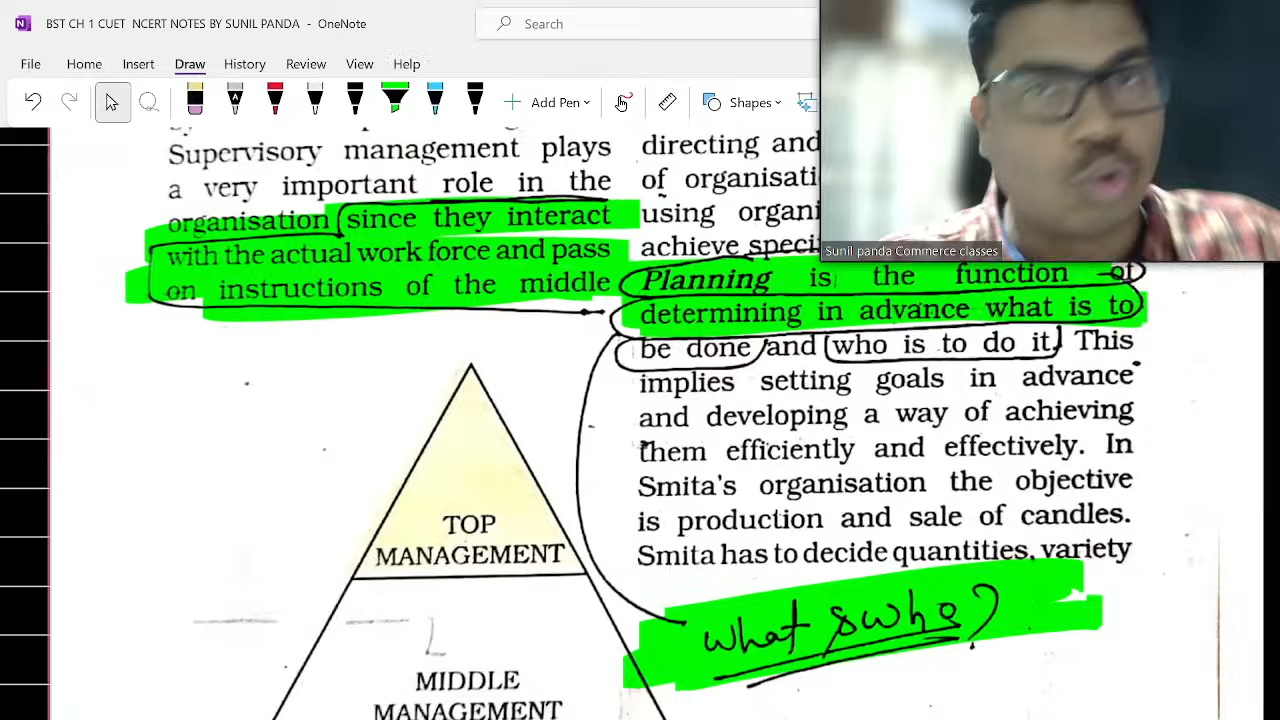 BST CH 1 CUET NCERT NOTES BY SUNIL PANDA - OneNote
Search
File Home Insert Draw History Review View Help
Add Pen
Shapes
Supervisory management plays
a very important role in the
organisation since they interact
with the actual work force and pass
on instructions of the middle
TOP
MANAGEMENT
MIDDLE
MANAGEMENT
directing and
of organisati
using organi
achieve speci
Planning is the function of
determining in advance what is to
be done and who is to do it. This
implies setting goals in advance
and developing a way of achieving
them efficiently and effectively. In
Smita's organisation the objective
is production and sale of candles.
Smita has to decide quantities, variety
what & who?
Sunil panda Commerce classes